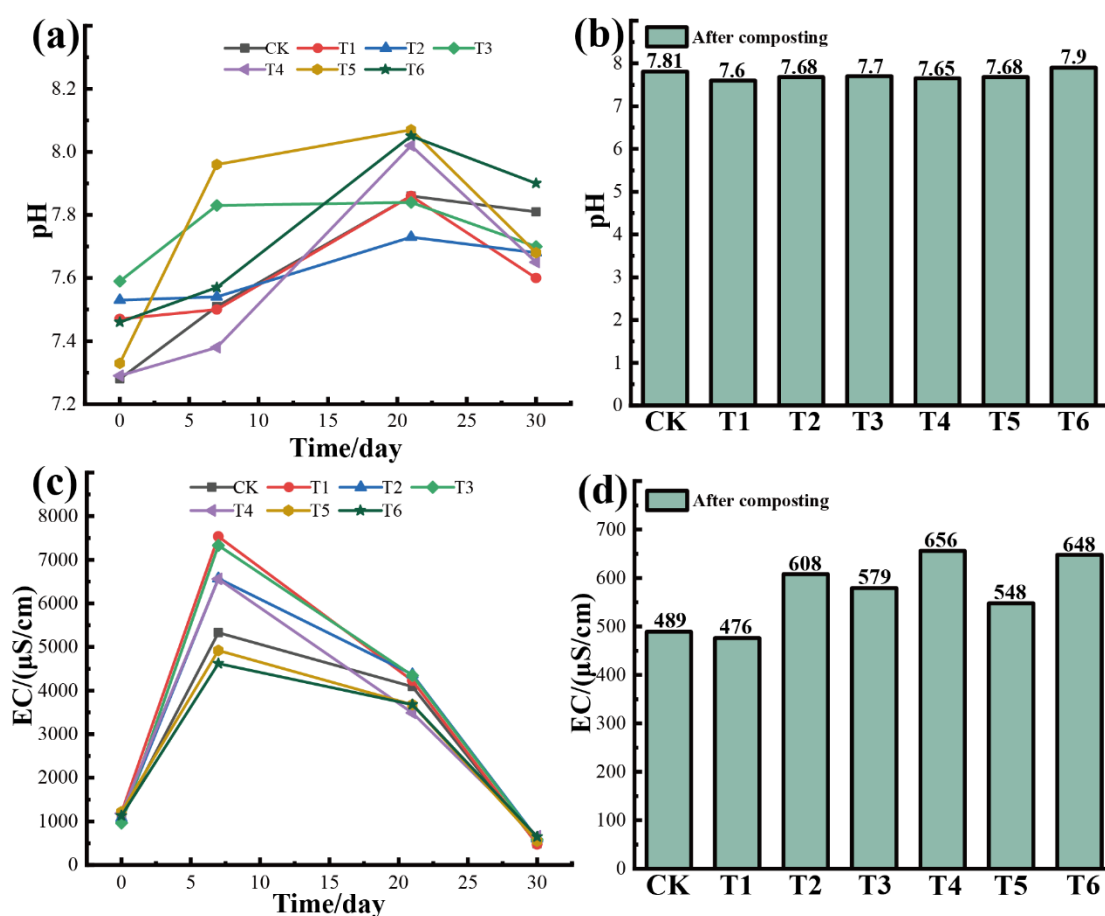 (a)
CK T1 T2 T3
T4 T5 T6
8.4
8.2
8.0
7.8
7.6
7.4
7.2
pH
0 5 10 15 20 25 30
Time/day
(b)
After composting
7.81 7.6 7.68 7.7 7.65 7.68 7.9
8
7
6
5
4
3
2
1
0
pH
CK T1 T2 T3 T4 T5 T6
(c)
CK T1 T2 T3
T4 T5 T6
8000
7000
6000
5000
4000
3000
2000
1000
0
EC/(μS/cm)
0 5 10 15 20 25 30
Time/day
(d)
After composting
489 476 608 579 656 548 648
700
600
500
400
300
200
100
0
EC/(μS/cm)
CK T1 T2 T3 T4 T5 T6